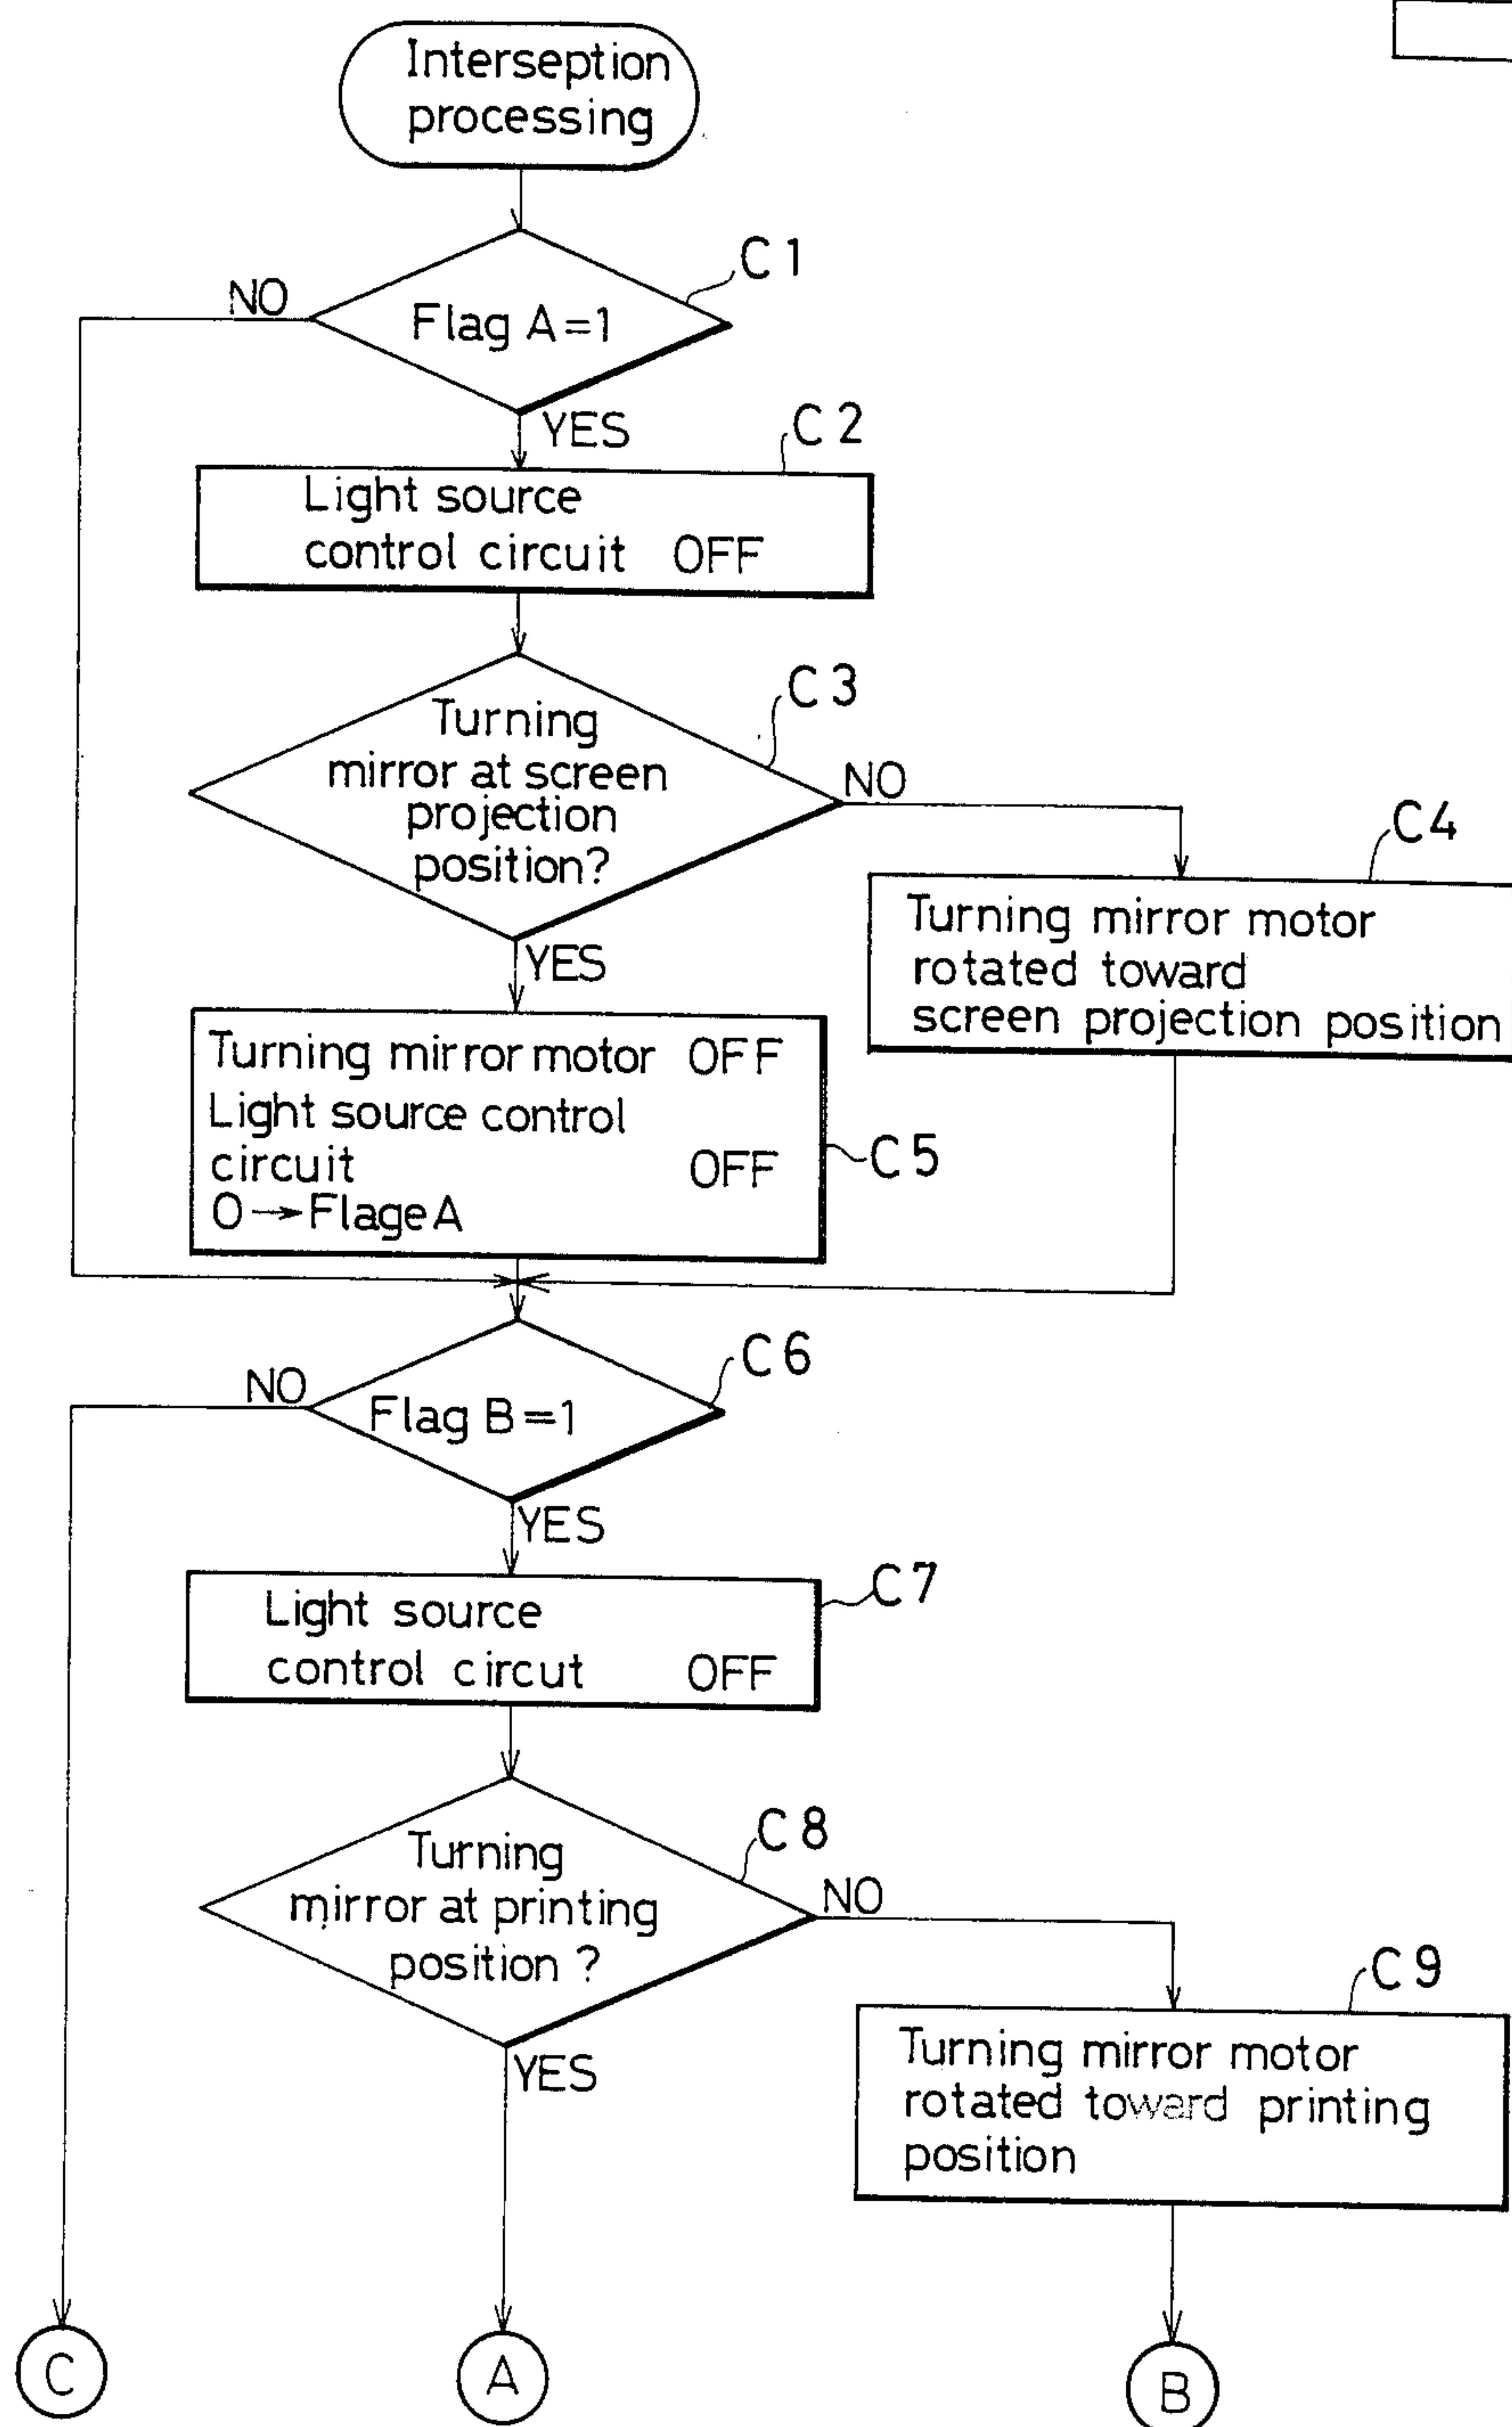 Interseption
processing
C1
NO
Flag A=1
YES
C2
Light source
control circuit OFF
C3
Turning
mirror at screen
projection
position?
NO
C4
YES
Turning mirror motor
rotated toward
screen projection position
Turning mirror motor OFF
Light source control
circuit OFF
0→Flage A
C5
C6
NO
Flag B=1
YES
C7
Light source
control circut OFF
C8
Turning
mirror at printing
position ?
NO
C9
YES
Turning mirror motor
rotated toward printing
position
C
A
B